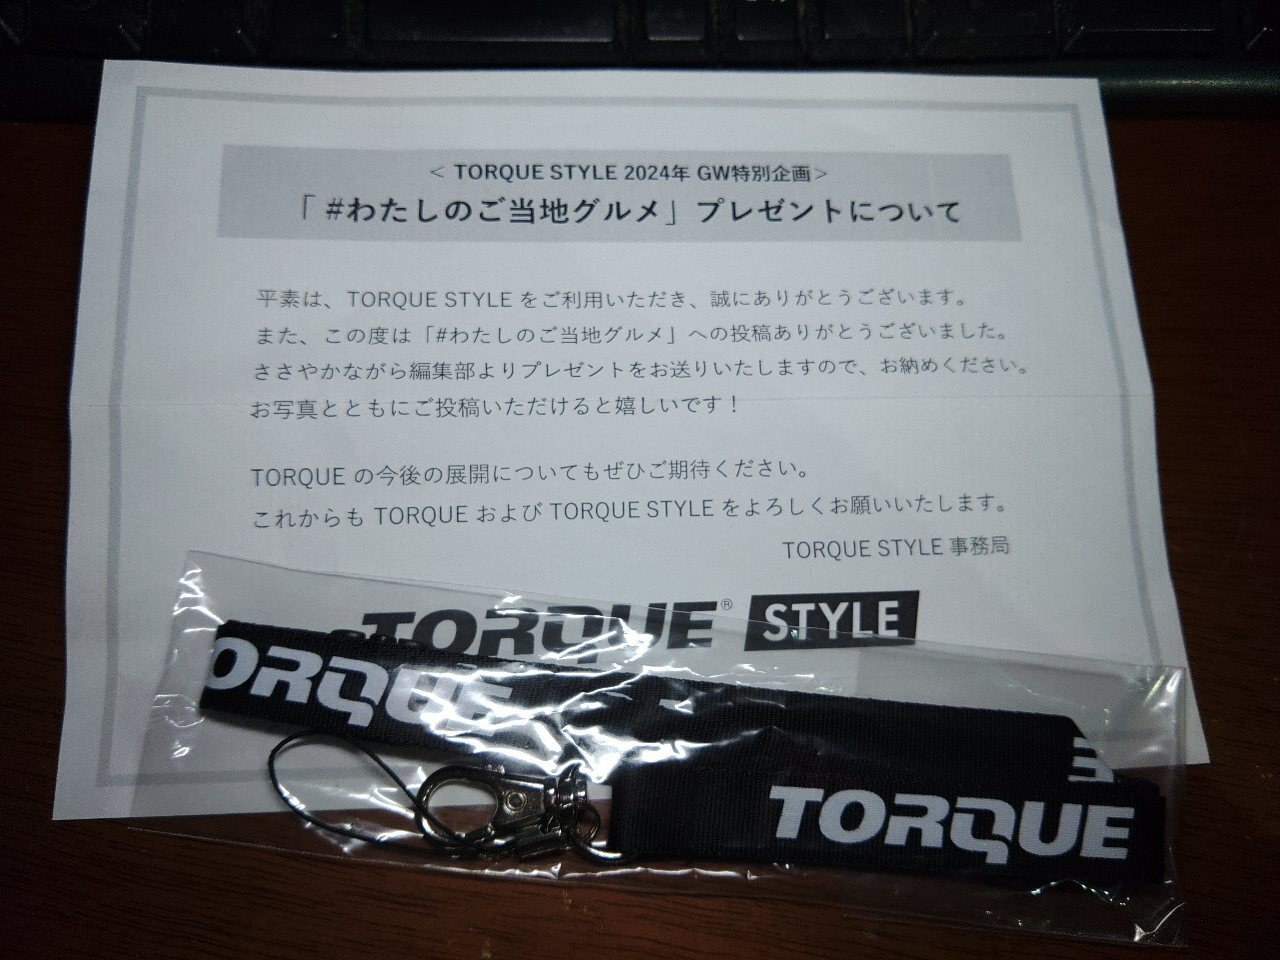 < TORQUE STYLE 2024年 GW特別企画>
「 #わたしのご当地グルメ」プレゼントについて
平素は、TORQUE STYLE をご利用いただき、誠にありがとうございます。
また、この度は「#わたしのご当地グルメ」への投稿ありがとうございました。
ささやかながら編集部よりプレゼントをお送りいたしますので、お納めください。
お写真とともにご投稿いただけると嬉しいです！
TORQUE の今後の展開についてもぜひご期待ください。
これからも TORQUE および TORQUE STYLE をよろしくお願いいたします。
TORQUE STYLE 事務局
TORQUE® STYLE
TORQUE
TORQUE